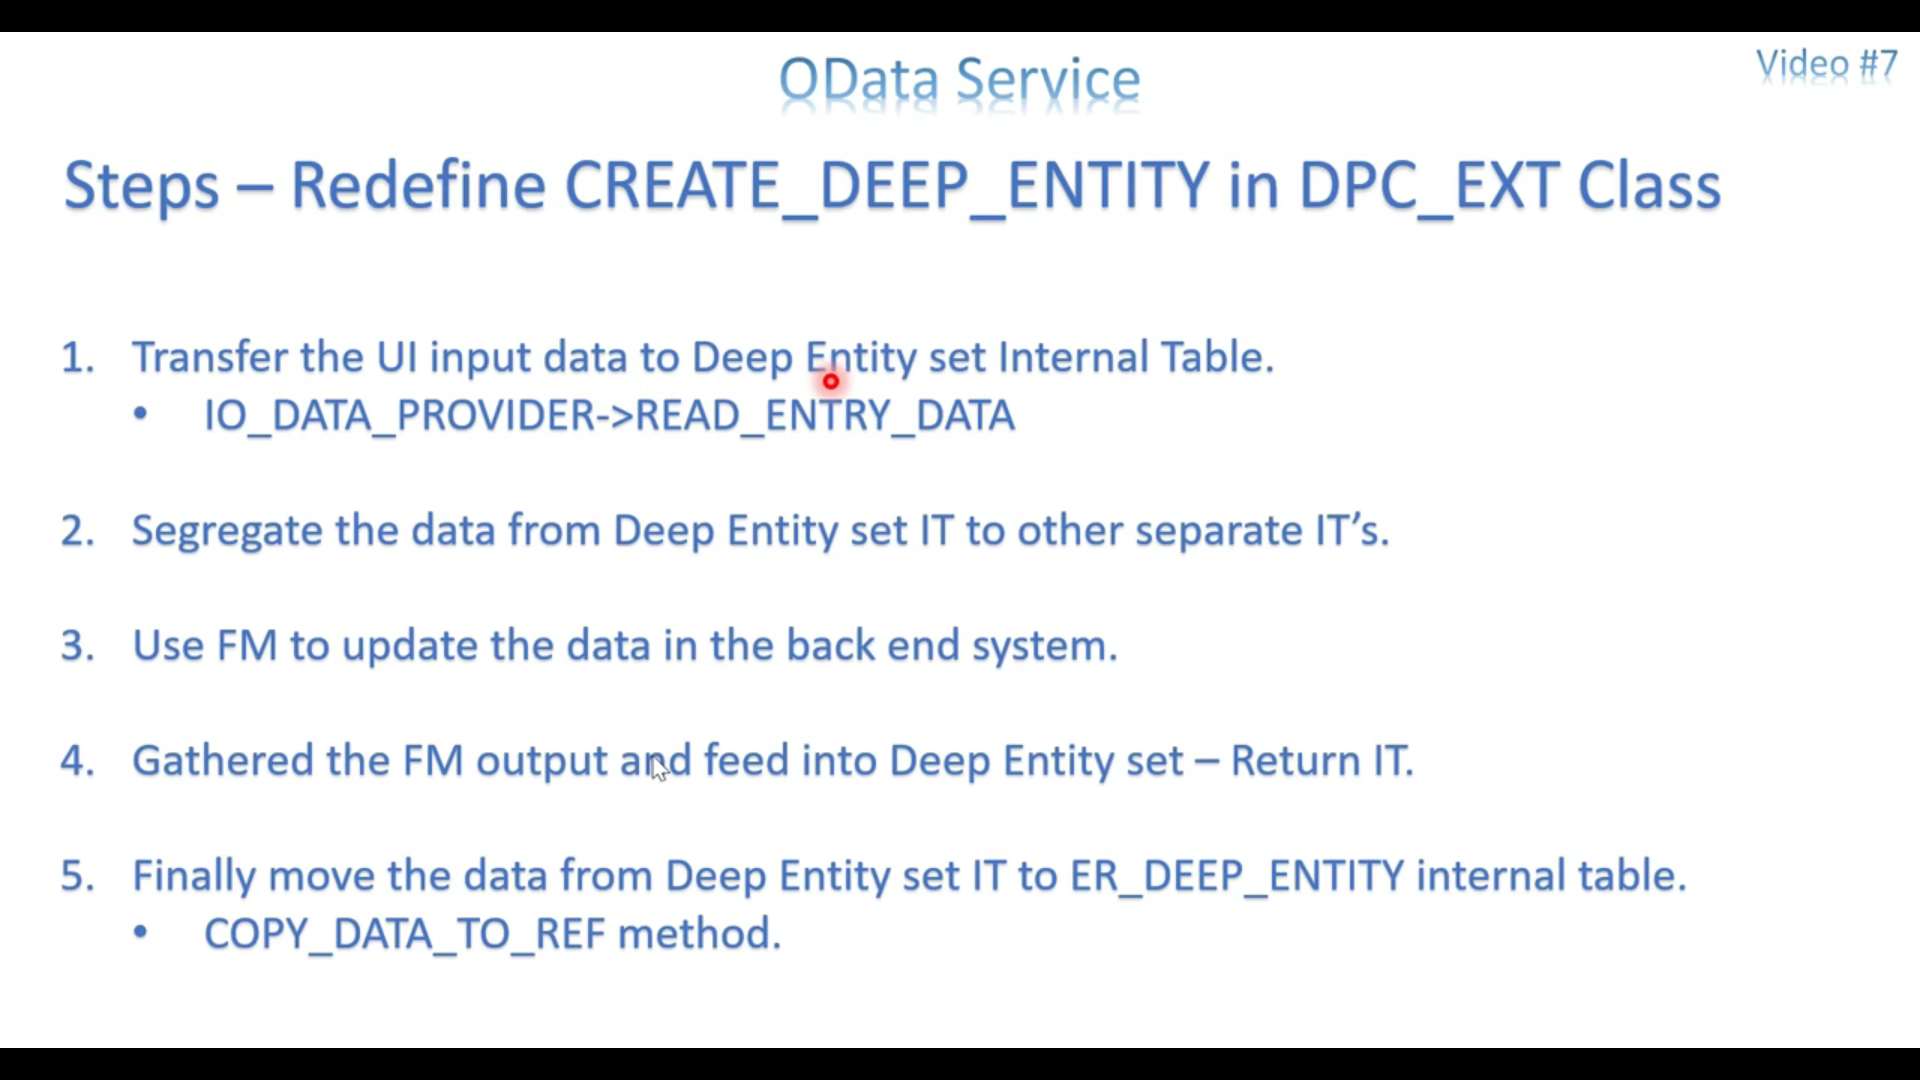 OData Service
Video #7
Steps – Redefine CREATE_DEEP_ENTITY in DPC_EXT Class
1. Transfer the UI input data to Deep Entity set Internal Table.
• IO_DATA_PROVIDER->READ_ENTRY_DATA
2. Segregate the data from Deep Entity set IT to other separate IT’s.
3. Use FM to update the data in the back end system.
4. Gathered the FM output and feed into Deep Entity set – Return IT.
5. Finally move the data from Deep Entity set IT to ER_DEEP_ENTITY internal table.
• COPY_DATA_TO_REF method.